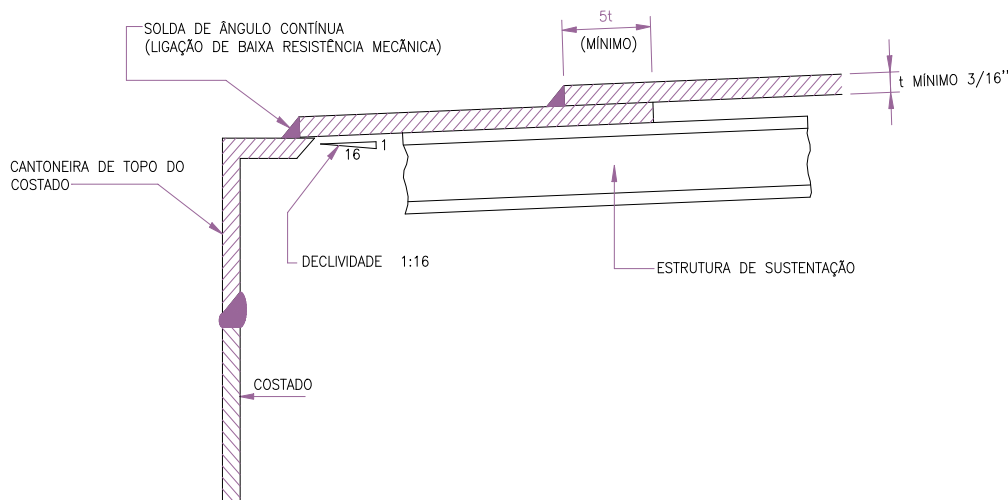 SOLDA DE ÂNGULO CONTÍNUA
(LIGAÇÃO DE BAIXA RESISTÊNCIA MECÃNICA)
5t
(MÍNIMO)
t MÍNIMO 3/16''
1
16
CANTONEIRA DE TOPO DO
COSTADO
DECLIVIDADE 1:16
ESTRUTURA DE SUSTENTAÇÃO
COSTADO